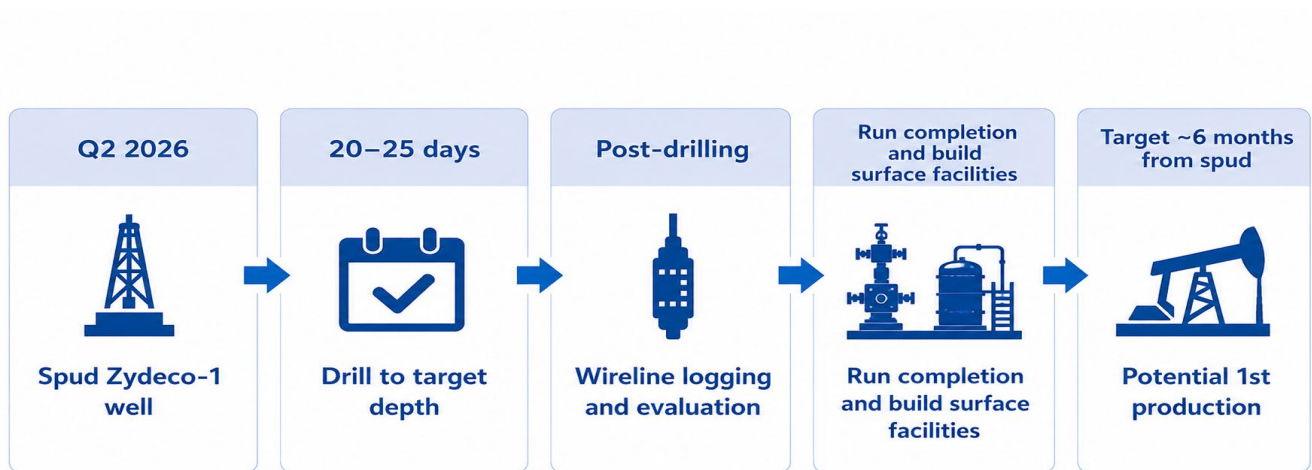 Q2 2026
Spud Zydeco-1
well
20–25 days
Drill to target
depth
Post-drilling
Wireline logging
and evaluation
Run completion
and build
surface facilities
Run completion
and build surface
facilities
Target ~6 months
from spud
Potential 1st
production